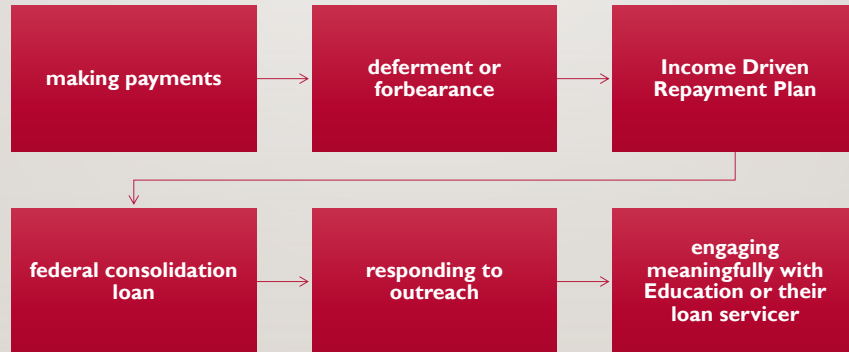 making payments
deferment or
forbearance
Income Driven
Repayment Plan
federal consolidation
loan
responding to
outreach
engaging
meaningfully with
Education or their
loan servicer